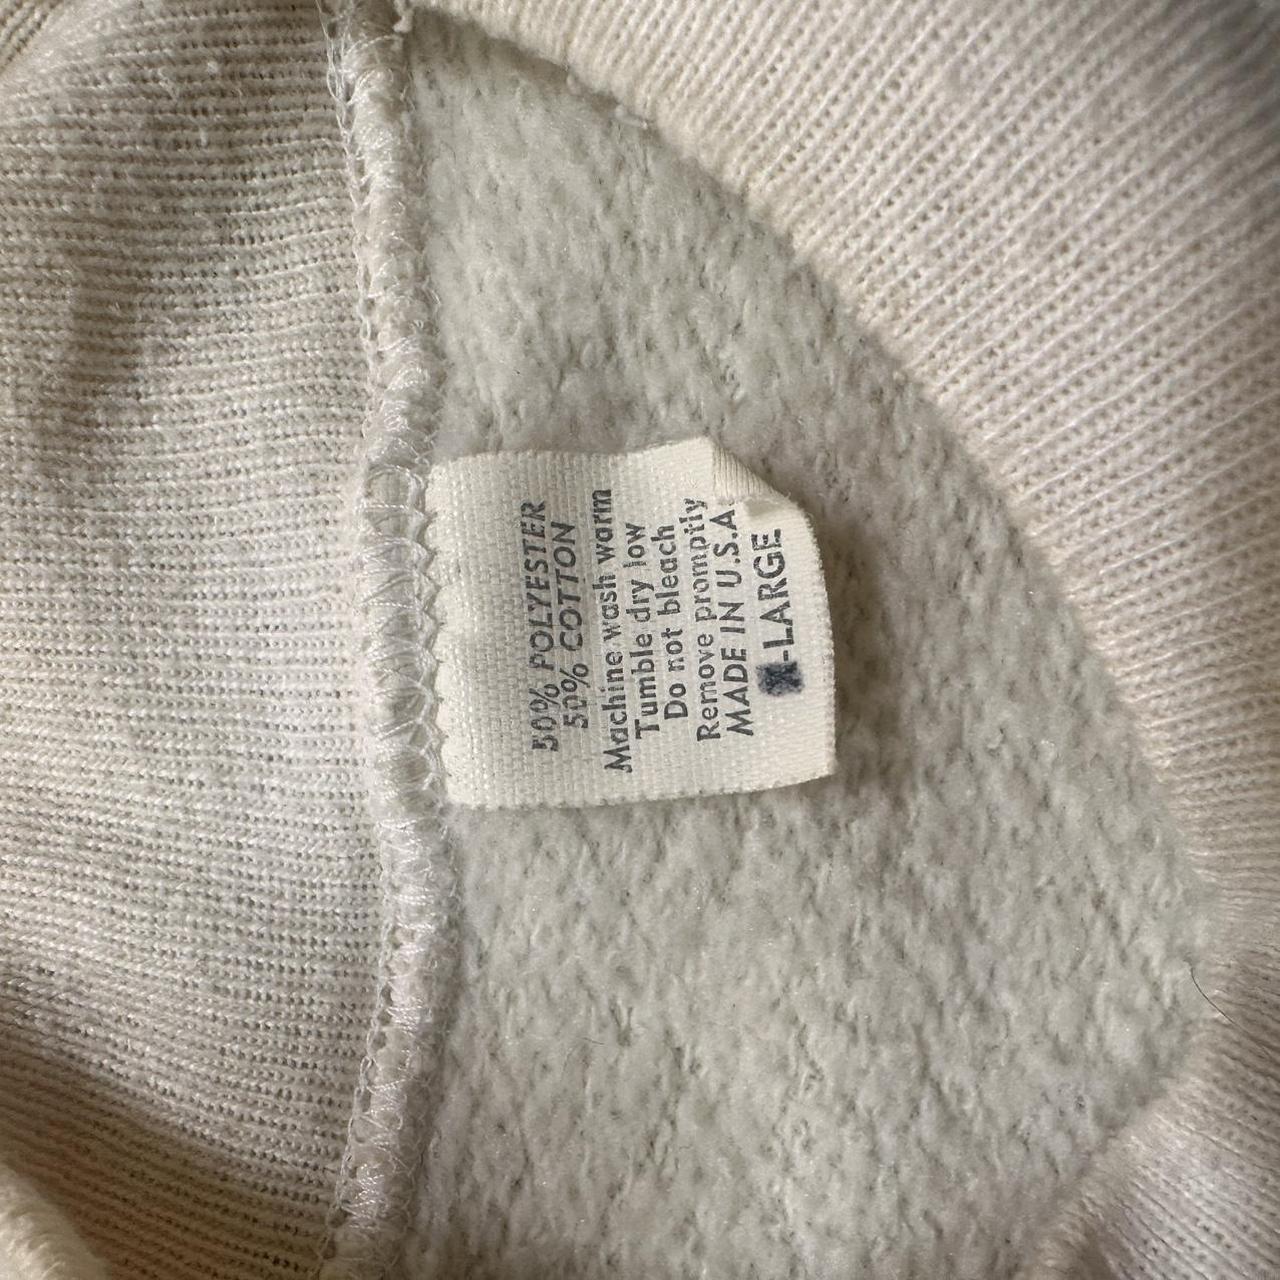 50% POLYESTER
50% COTTON
Machine wash warm
Tumble dry low
Do not bleach
Remove promptly
MADE IN U.S.A
-LARGE